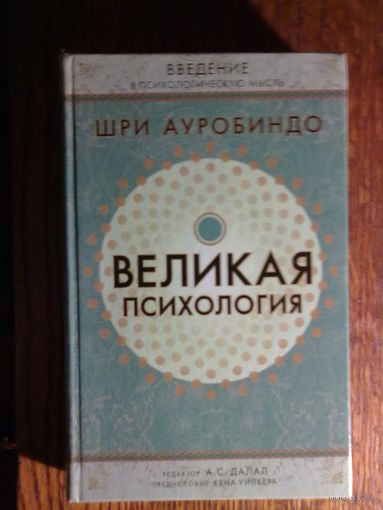 ВВЕДЕНИЕ
В ПСИХОЛОГИЧЕСКУЮ МЫСЛЬ
ШРИ АУРОБИНДО
ВЕЛИКАЯ
ПСИХОЛОГИЯ
РЕДАКТОР А.С. ДАЛАЛ
ПРЕДИСЛОВИЕ КЕНА УИЛБЕРА